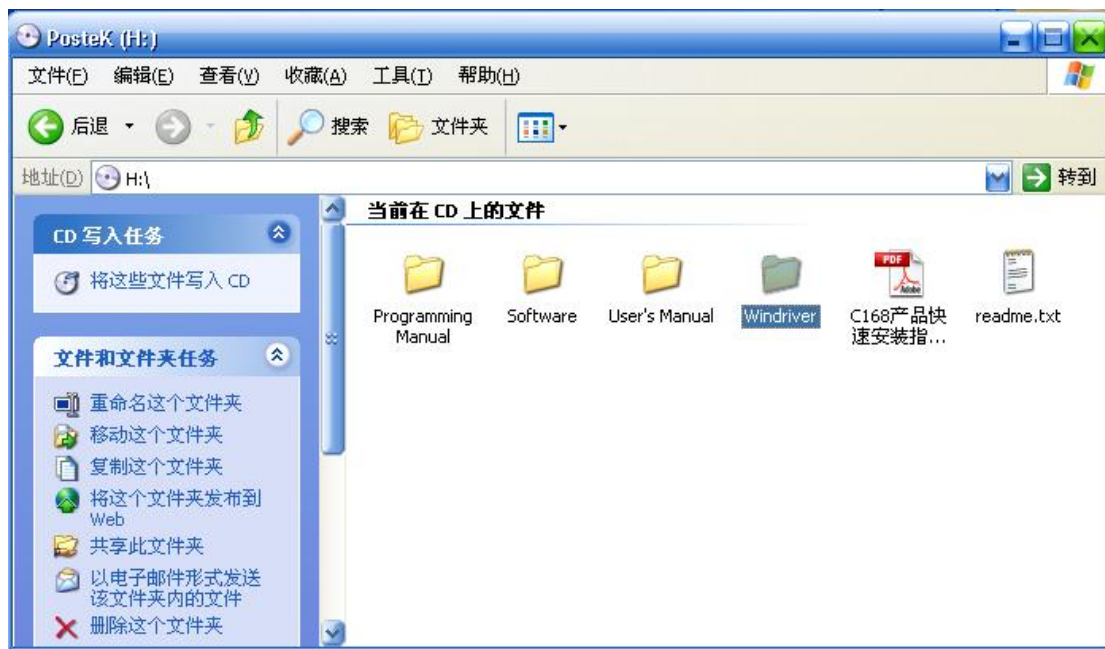 PosteK (H:)
文件(F) 编辑(E) 查看(V) 收藏(A) 工具(T) 帮助(H)
后退 搜索 文件夹
地址(D) H:\ 转到
CD 写入任务
将这些文件写入 CD
文件和文件夹任务
重命名这个文件夹
移动这个文件夹
复制这个文件夹
将这个文件夹发布到
Web
共享此文件夹
以电子邮件形式发送
该文件夹内的文件
删除这个文件夹
当前在 CD 上的文件
Programming
Manual
Software
User's Manual
Windriver
PDF
Adobe
C168产品快
速安装指...
readme.txt